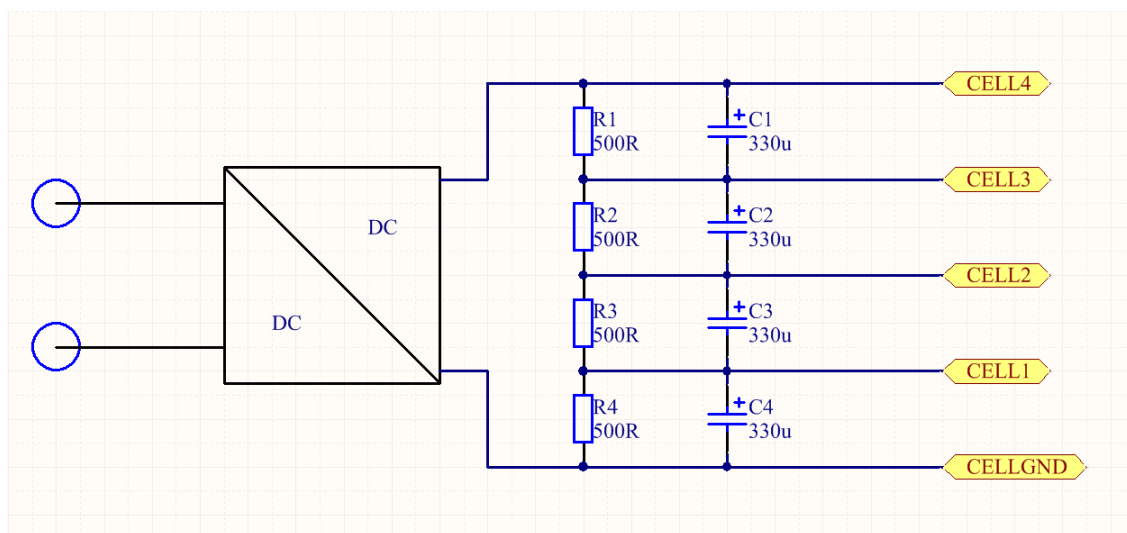 CELL4
R1
500R
+
C1
330u
CELL3
DC
R2
500R
+
C2
330u
CELL2
DC
R3
500R
+
C3
330u
CELL1
R4
500R
+
C4
330u
CELLGND